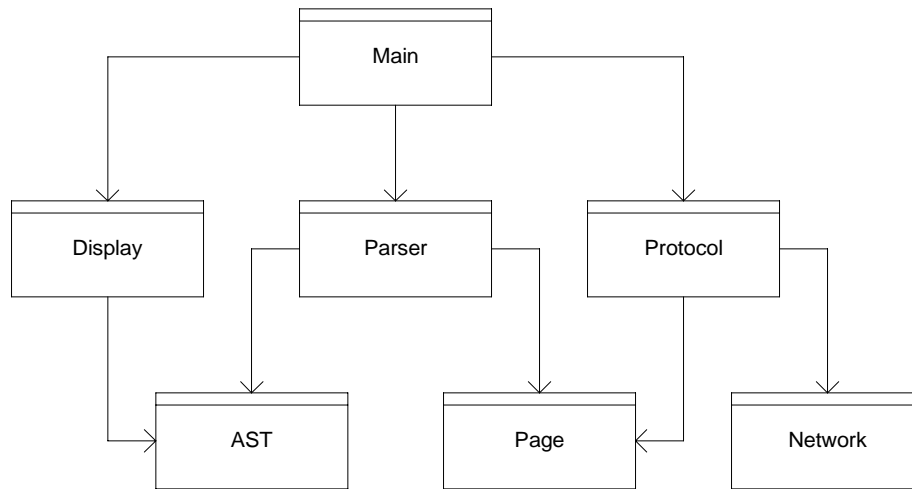 Main
Display
Parser
Protocol
AST
Page
Network